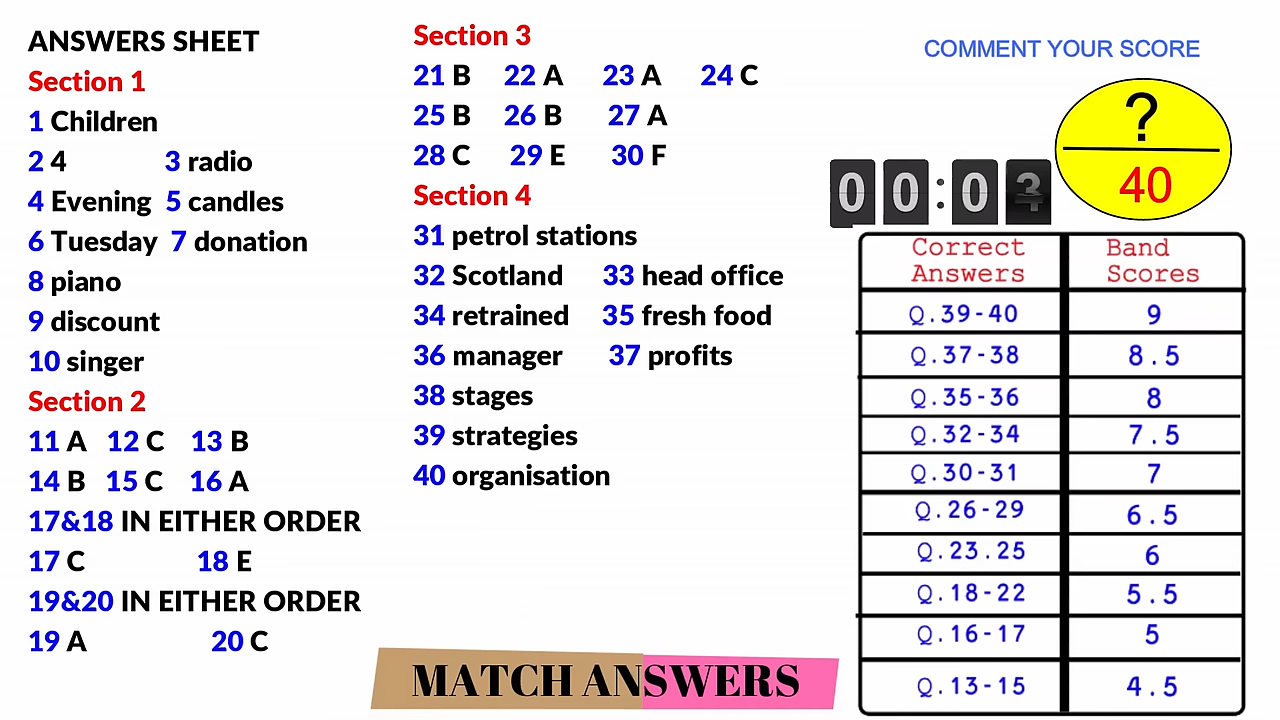 ANSWERS SHEET
Section 1
1 Children
2 4 3 radio
4 Evening 5 candles
6 Tuesday 7 donation
8 piano
9 discount
10 singer
Section 2
11 A 12 C 13 B
14 B 15 C 16 A
17&18 IN EITHER ORDER
17 C 18 E
19&20 IN EITHER ORDER
19 A 20 C
Section 3
21 B 22 A 23 A 24 C
25 B 26 B 27 A
28 C 29 E 30 F
Section 4
31 petrol stations
32 Scotland 33 head office
34 retrained 35 fresh food
36 manager 37 profits
38 stages
39 strategies
40 organisation
MATCH ANSWERS
COMMENT YOUR SCORE
?
40
00:03
Correct Answers Band Scores
Q.39-40 9
Q.37-38 8.5
Q.35-36 8
Q.32-34 7.5
Q.30-31 7
Q.26-29 6.5
Q.23.25 6
Q.18-22 5.5
Q.16-17 5
Q.13-15 4.5